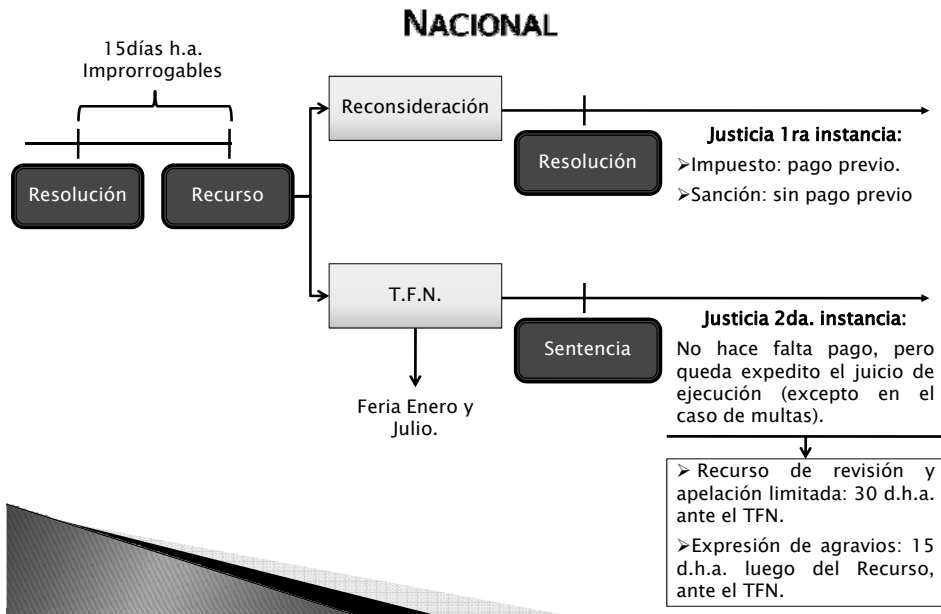 NACIONAL
15días h.a.
Improrrogables
Resolución
Recurso
Reconsideración
Resolución
Justicia 1ra instancia:
➢Impuesto: pago previo.
➢Sanción: sin pago previo
T.F.N.
Feria Enero y
Julio.
Sentencia
Justicia 2da. instancia:
No hace falta pago, pero
queda expedito el juicio de
ejecución (excepto en el
caso de multas).
➢ Recurso de revisión y
apelación limitada: 30 d.h.a.
ante el TFN.
➢Expresión de agravios: 15
d.h.a. luego del Recurso,
ante el TFN.